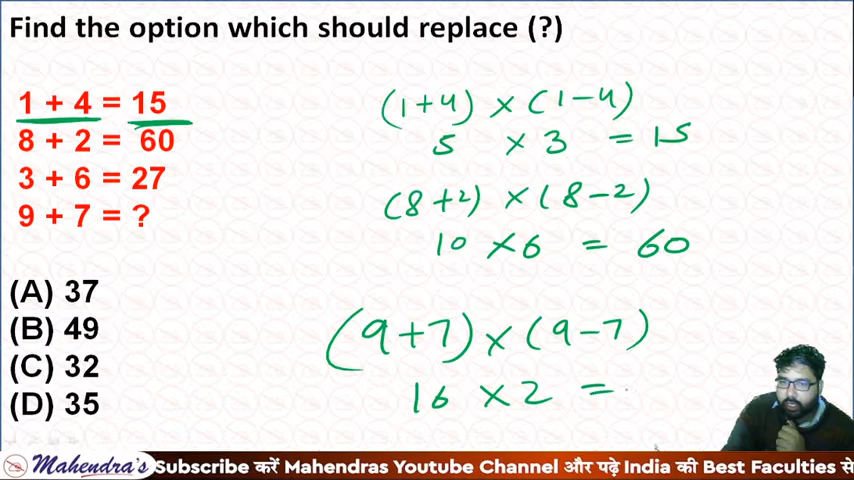 Find the option which should replace (?)
1 + 4 = 15
8 + 2 = 60
3 + 6 = 27
9 + 7 = ?
(A) 37
(B) 49
(C) 32
(D) 35
(1+4) × (1-4)
5 × 3 = 15
(8+2) × (8-2)
10 × 6 = 60
(9+7) × (9-7)
16 × 2 =
Mahendra's Subscribe करें Mahendras Youtube Channel और पढ़े India की Best Faculties से